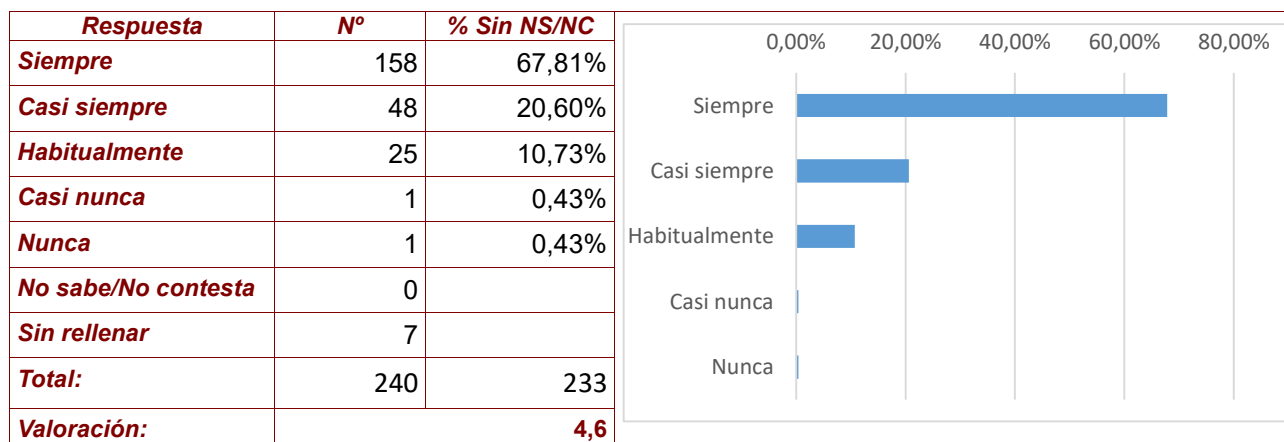 Respuesta Nº % Sin NS/NC
Siempre 158 67,81%
Casi siempre 48 20,60%
Habitualmente 25 10,73%
Casi nunca 1 0,43%
Nunca 1 0,43%
No sabe/No contesta 0
Sin rellenar 7
Total: 240 233
Valoración: 4,6
0,00% 20,00% 40,00% 60,00% 80,00%
Siempre
Casi siempre
Habitualmente
Casi nunca
Nunca